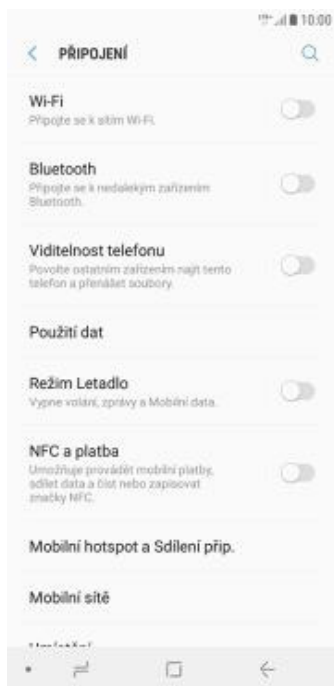 10:00
PŘIPOJENÍ
Wi-Fi
Připojte se k sítím Wi-Fi.
Bluetooth
Připojte se k nedalekým zařízením
Bluetooth.
Viditelnost telefonu
Povolte ostatním zařízením najít tento
telefon a přenášet soubory.
Použití dat
Režim Letadlo
Vypne volání, zprávy a Mobilní data.
NFC a platba
Umožňuje provádět mobilní platby,
sdílet data a číst nebo zapisovat
značky NFC.
Mobilní hotspot a Sdílení přip.
Mobilní sítě